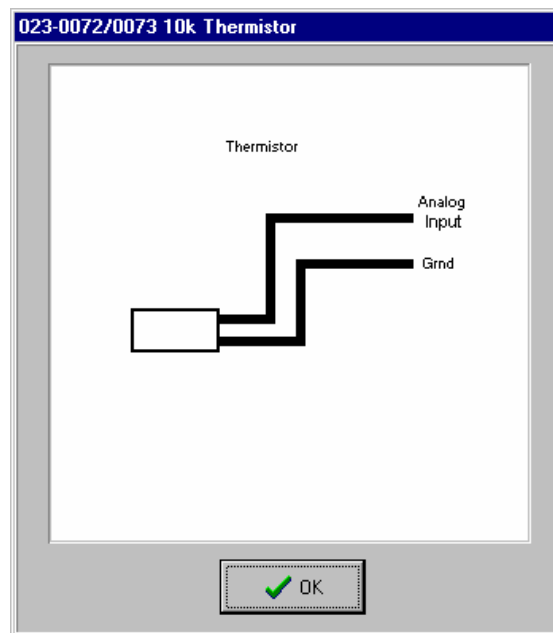 023-0072/0073 10k Thermistor
Thermistor
Analog
Input
Grnd
OK